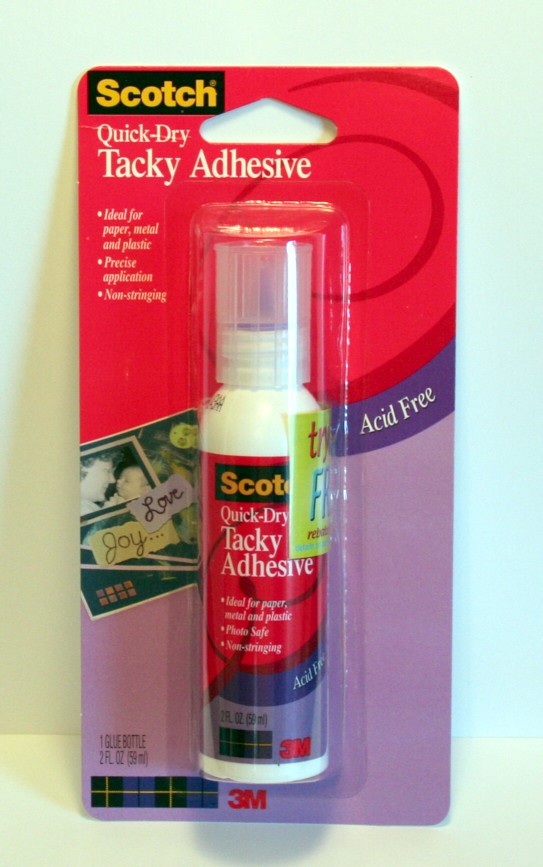 Scotch®
Quick-Dry
Tacky Adhesive
• Ideal for
paper, metal
and plastic
• Precise
application
• Non-stringing
Acid Free
Love
Joy...
try
reb
Scotc
Quick-Dry
Tacky
Adhesive
• Ideal for paper,
metal and plastic
• Photo Safe
• Non-stringing
Acid Free
2 FL. OZ. (59 ml)
3M
1 GLUE BOTTLE
2 FL. OZ. (59 ml)
3M